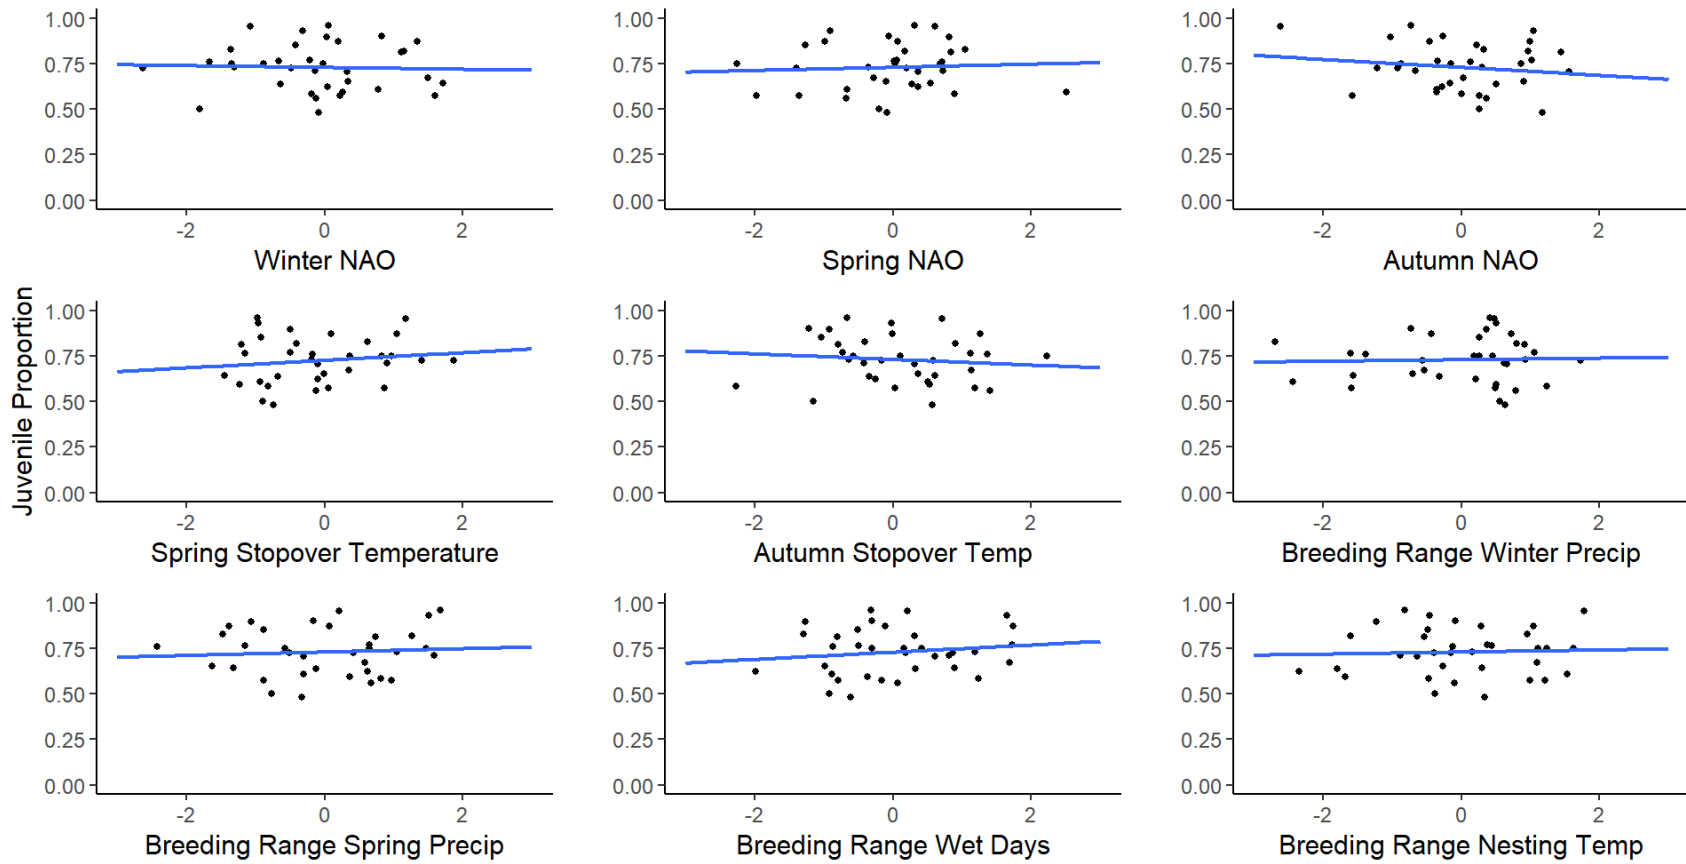 1.00 1.00 1.00
0.75 0.75 0.75
0.50 0.50 0.50
0.25 0.25 0.25
0.00 0.00 0.00
-2 0 2 -2 0 2 -2 0 2
Winter NAO Spring NAO Autumn NAO
Juvenile Proportion
1.00 1.00 1.00
0.75 0.75 0.75
0.50 0.50 0.50
0.25 0.25 0.25
0.00 0.00 0.00
-2 0 2 -2 0 2 -2 0 2
Spring Stopover Temperature Autumn Stopover Temp Breeding Range Winter Precip
1.00 1.00 1.00
0.75 0.75 0.75
0.50 0.50 0.50
0.25 0.25 0.25
0.00 0.00 0.00
-2 0 2 -2 0 2 -2 0 2
Breeding Range Spring Precip Breeding Range Wet Days Breeding Range Nesting Temp